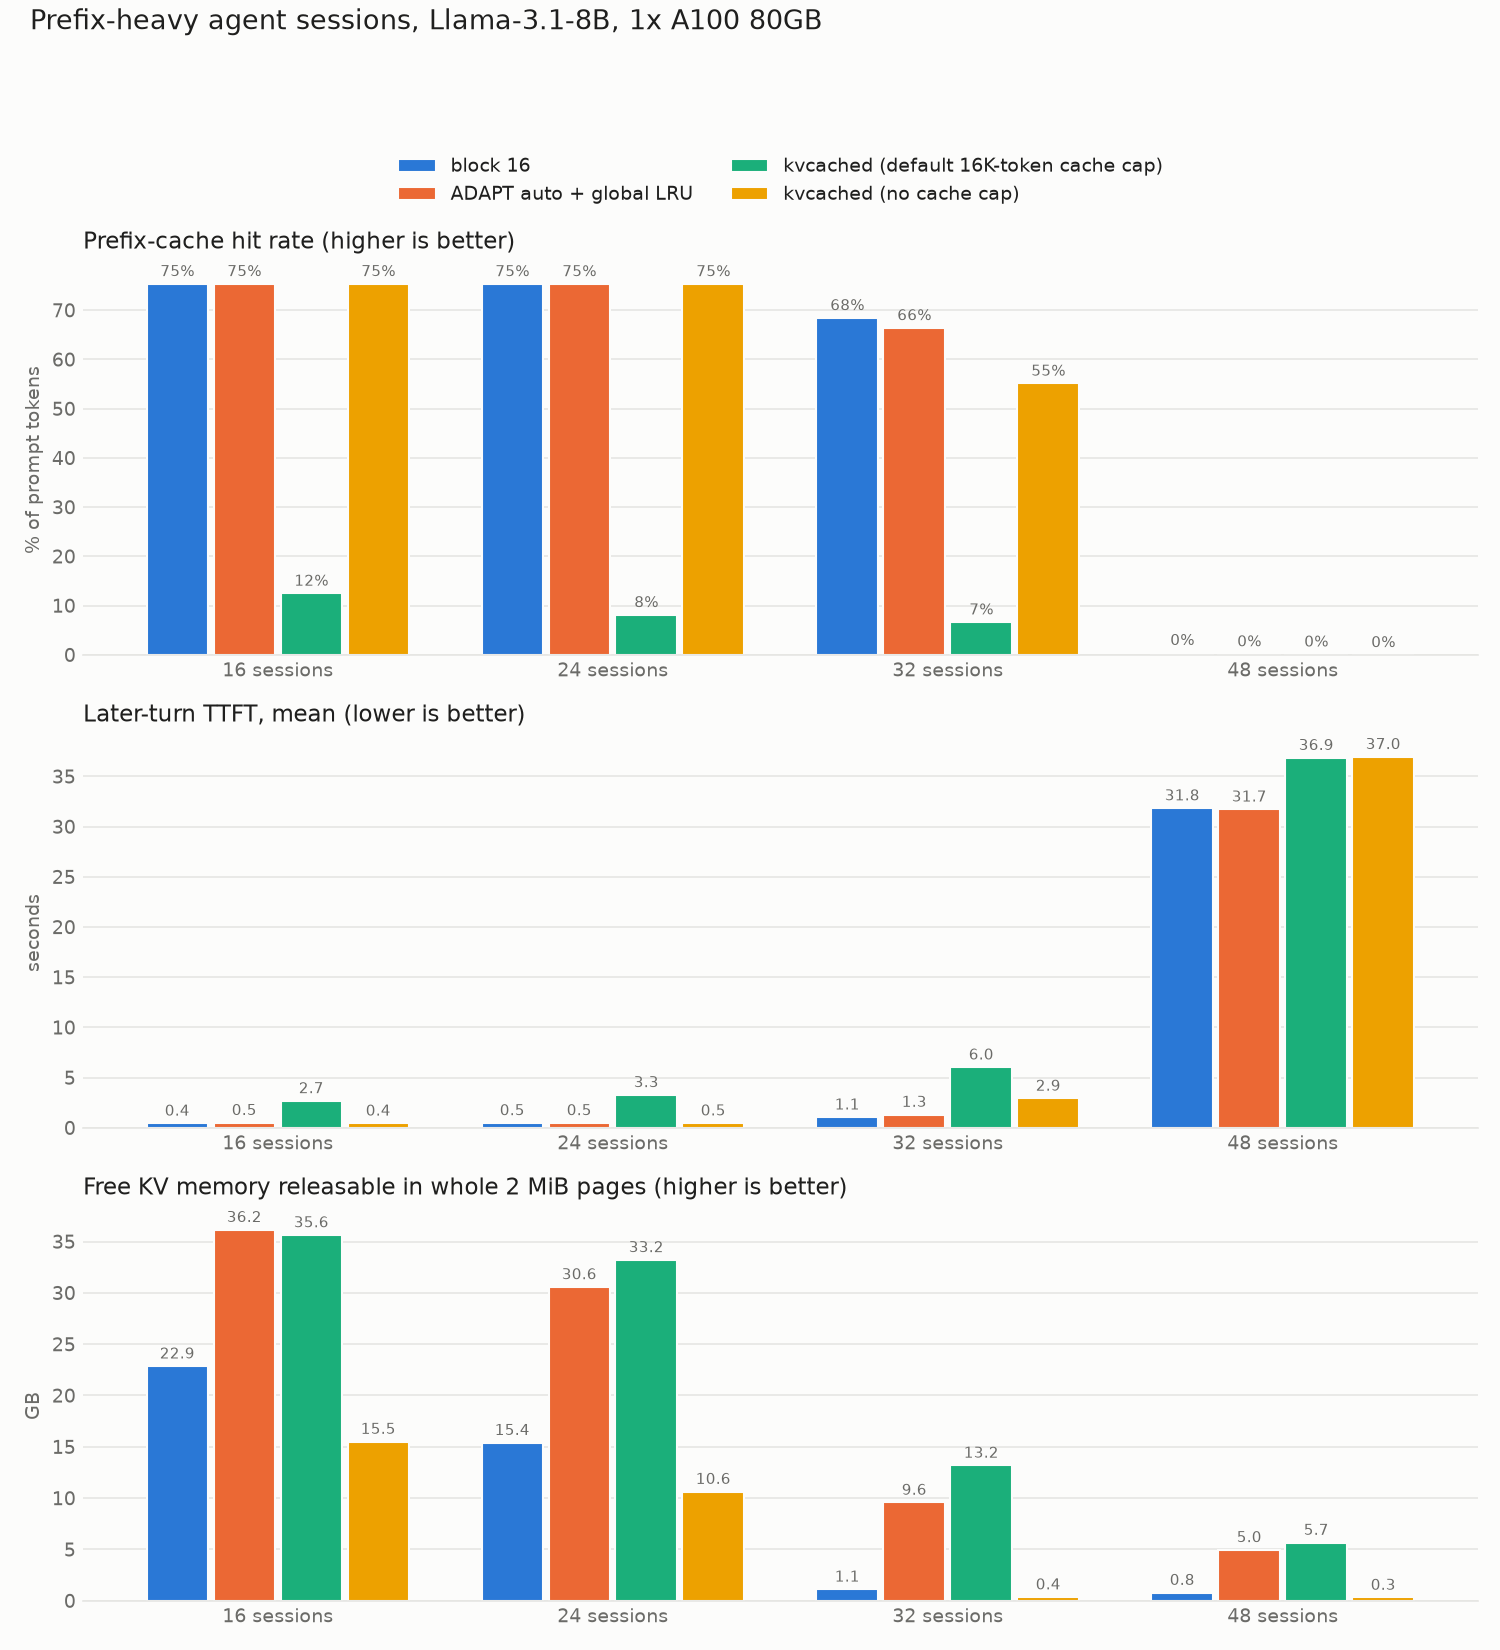 Prefix-heavy agent sessions, Llama-3.1-8B, 1x A100 80GB
block 16
ADAPT auto + global LRU
kvcached (default 16K-token cache cap)
kvcached (no cache cap)
Prefix-cache hit rate (higher is better)
% of prompt tokens
70
60
50
40
30
20
10
0
75% 75% 12% 75%
75% 75% 8% 75%
68% 66% 7% 55%
0% 0% 0% 0%
16 sessions 24 sessions 32 sessions 48 sessions
Later-turn TTFT, mean (lower is better)
seconds
35
30
25
20
15
10
5
0
0.4 0.5 2.7 0.4
0.5 0.5 3.3 0.5
1.1 1.3 6.0 2.9
31.8 31.7 36.9 37.0
16 sessions 24 sessions 32 sessions 48 sessions
Free KV memory releasable in whole 2 MiB pages (higher is better)
GB
35
30
25
20
15
10
5
0
22.9 36.2 35.6 15.5
15.4 30.6 33.2 10.6
1.1 9.6 13.2 0.4
0.8 5.0 5.7 0.3
16 sessions 24 sessions 32 sessions 48 sessions